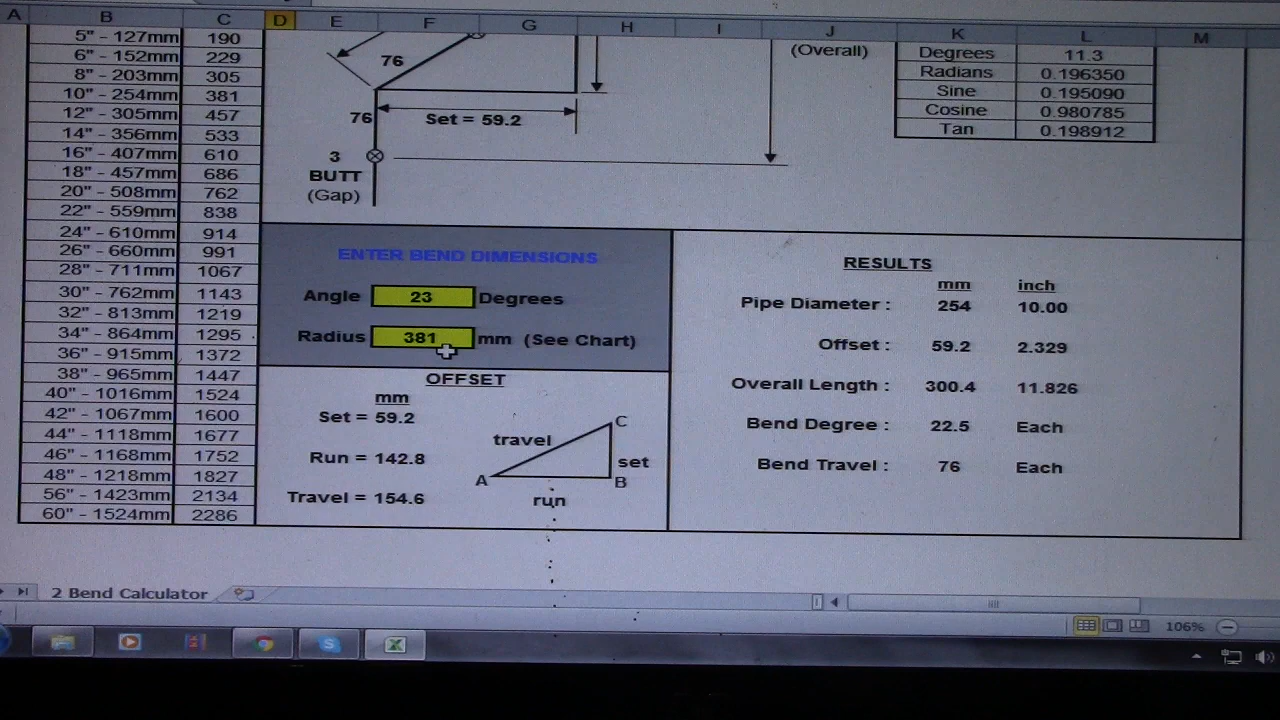 A B C D E F G H I J K L M
5" - 127mm 190
6" - 152mm 229
8" - 203mm 305
10" - 254mm 381
12" - 305mm 457
14" - 356mm 533
16" - 407mm 610
18" - 457mm 686
20" - 508mm 762
22" - 559mm 838
24" - 610mm 914
26" - 660mm 991
28" - 711mm 1067
30" - 762mm 1143
32" - 813mm 1219
34" - 864mm 1295
36" - 915mm 1372
38" - 965mm 1447
40" - 1016mm 1524
42" - 1067mm 1600
44" - 1118mm 1677
46" - 1168mm 1752
48" - 1218mm 1827
56" - 1423mm 2134
60" - 1524mm 2286
76
76 Set = 59.2
3
BUTT
(Gap)
(Overall)
Degrees 11.3
Radians 0.196350
Sine 0.195090
Cosine 0.980785
Tan 0.198912
ENTER BEND DIMENSIONS
Angle 23 Degrees
Radius 381 mm (See Chart)
OFFSET
mm
Set = 59.2
Run = 142.8
Travel = 154.6
travel C
set
A B
run
RESULTS
mm inch
Pipe Diameter : 254 10.00
Offset : 59.2 2.329
Overall Length : 300.4 11.826
Bend Degree : 22.5 Each
Bend Travel : 76 Each
2 Bend Calculator
106%